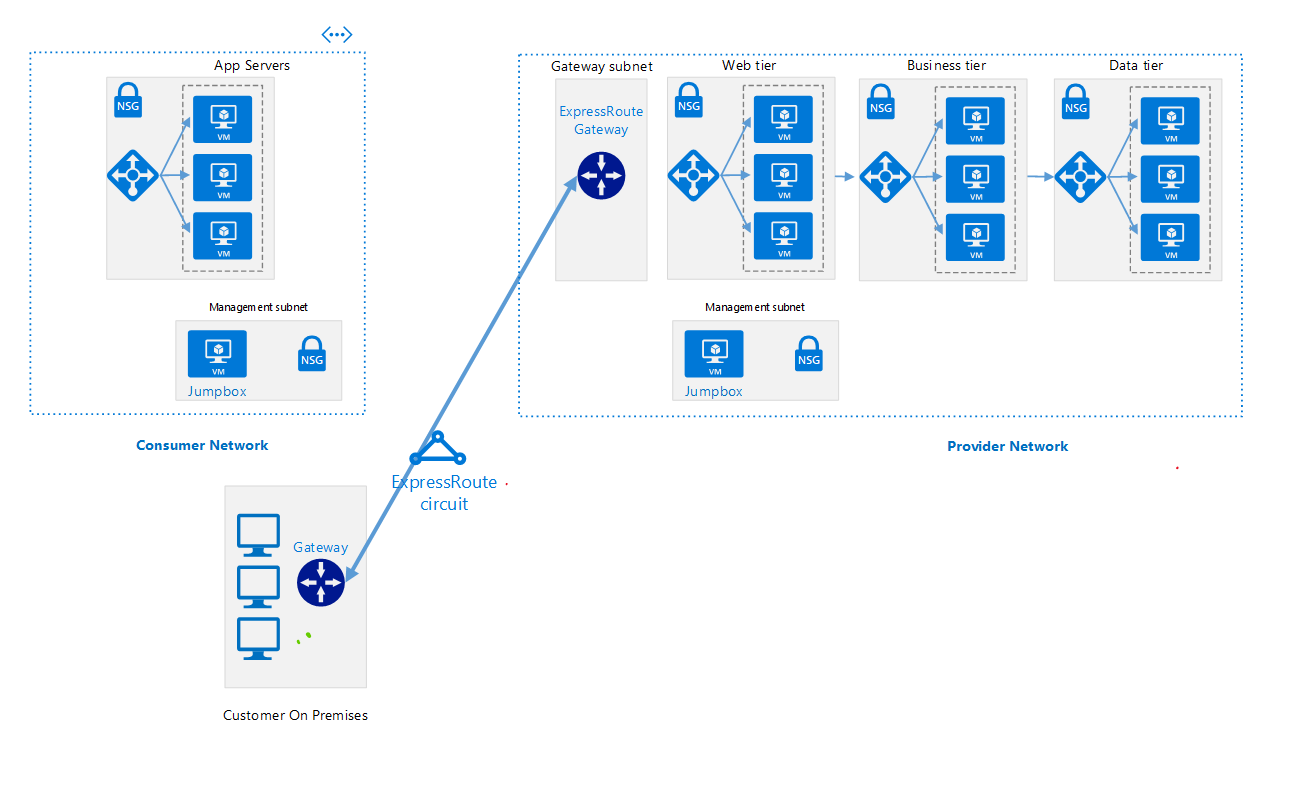 App Servers
NSG
VM
VM
VM
Management subnet
VM
NSG
Jumpbox
Consumer Network
Gateway subnet
ExpressRoute
Gateway
Web tier
NSG
VM
VM
VM
Business tier
NSG
VM
VM
VM
Data tier
NSG
VM
VM
VM
Management subnet
VM
NSG
Jumpbox
Provider Network
ExpressRoute
circuit
Gateway
Customer On Premises